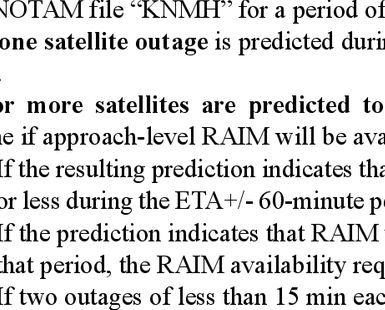 NOTAM file “KNMH” for a period of
one satellite outage is predicted durin
or more satellites are predicted to
e if approach-level RAIM will be ava
If the resulting prediction indicates tha
or less during the ETA+/- 60-minute p
If the prediction indicates that RAIM
that period, the RAIM availability req
If two outages of less than 15 min eac